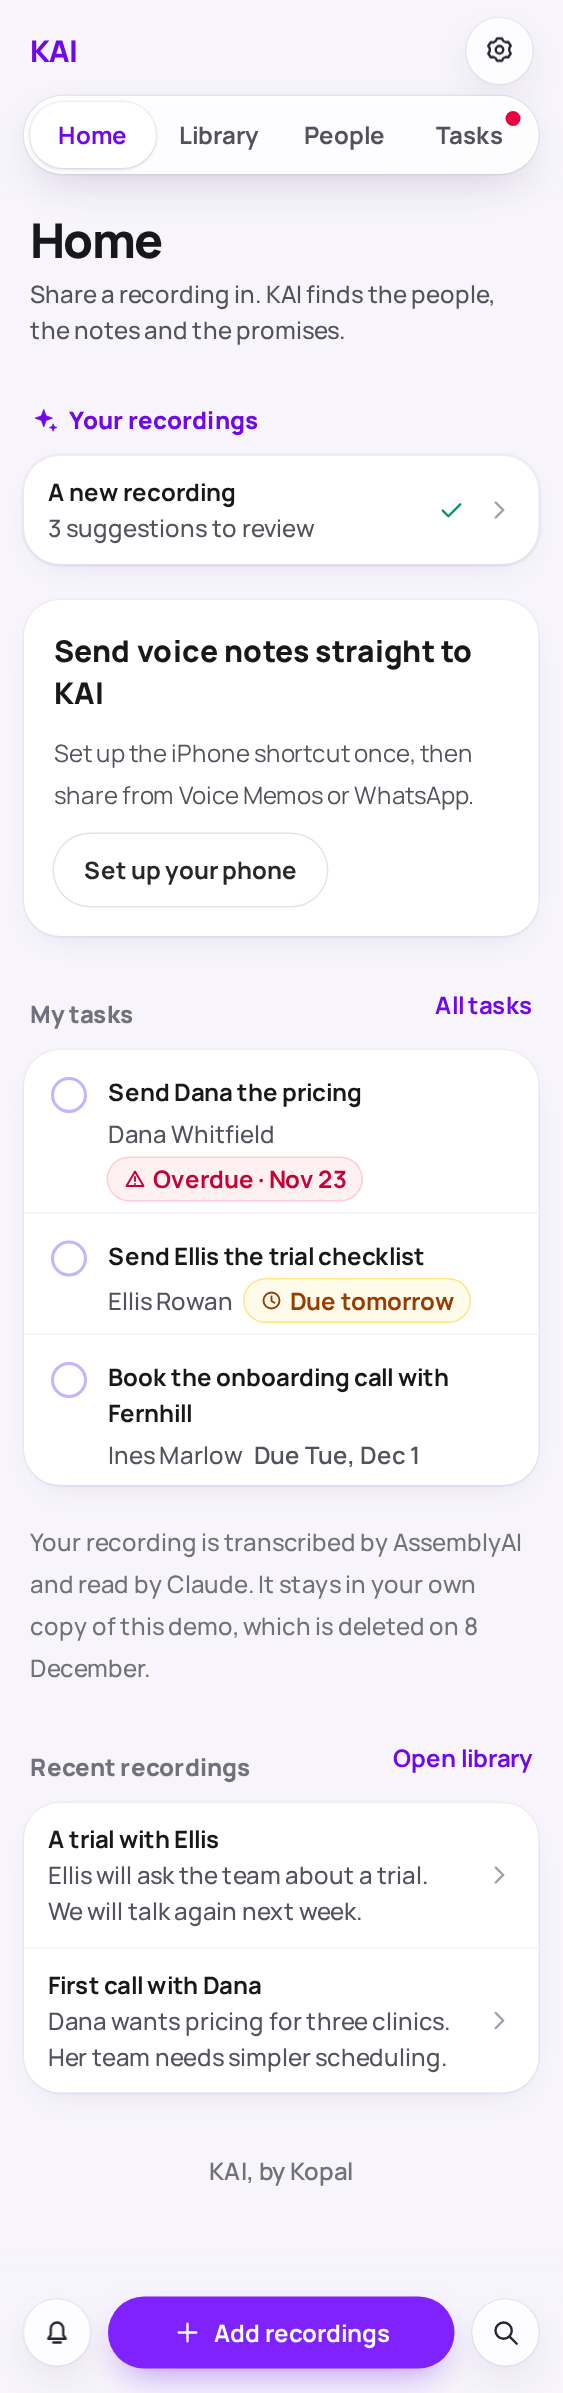 KAI
Home
Library
People
Tasks
Home
Share a recording in. KAI finds the people,
the notes and the promises.
Your recordings
A new recording
3 suggestions to review
Send voice notes straight to
KAI
Set up the iPhone shortcut once, then
share from Voice Memos or WhatsApp.
Set up your phone
My tasks
All tasks
Send Dana the pricing
Dana Whitfield
Overdue · Nov 23
Send Ellis the trial checklist
Ellis Rowan
Due tomorrow
Book the onboarding call with
Fernhill
Ines Marlow Due Tue, Dec 1
Your recording is transcribed by AssemblyAI
and read by Claude. It stays in your own
copy of this demo, which is deleted on 8
December.
Recent recordings
Open library
A trial with Ellis
Ellis will ask the team about a trial.
We will talk again next week.
First call with Dana
Dana wants pricing for three clinics.
Her team needs simpler scheduling.
KAI, by Kopal
Add recordings